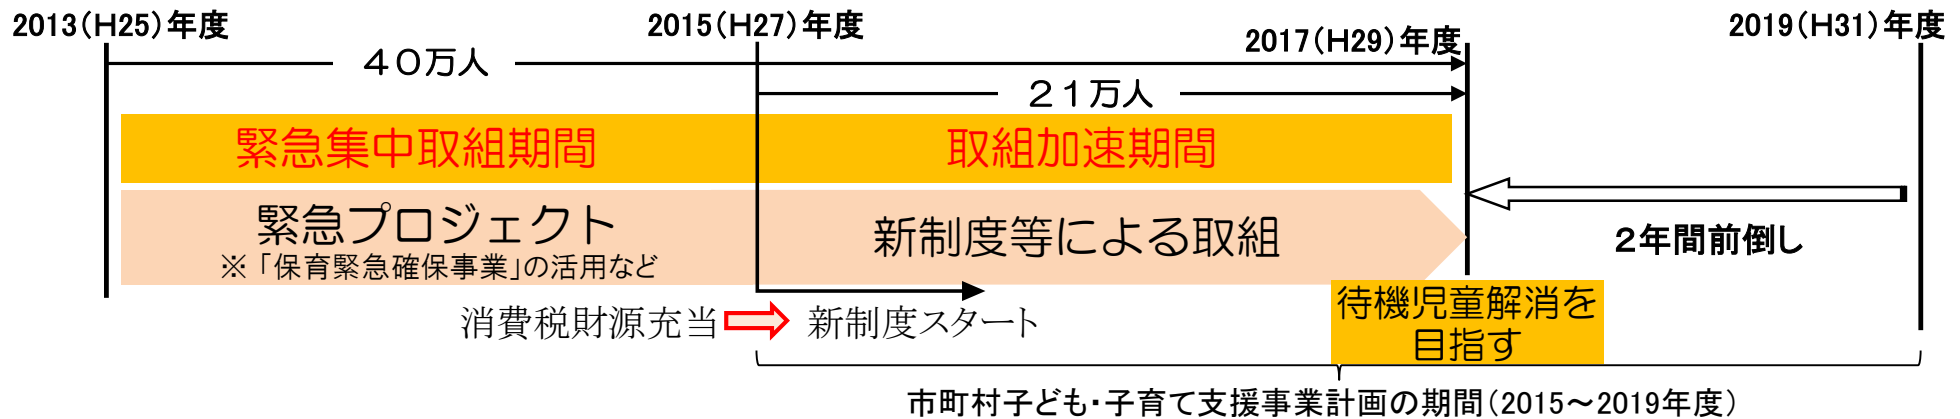 2013(H25)年度
2015(H27)年度
2017(H29)年度
2019(H31)年度
４０万人
２１万人
緊急集中取組期間
取組加速期間
緊急プロジェクト
※「保育緊急確保事業」の活用など
新制度等による取組
２年間前倒し
消費税財源充当
新制度スタート
待機児童解消を
目指す
市町村子ども・子育て支援事業計画の期間(2015～2019年度)